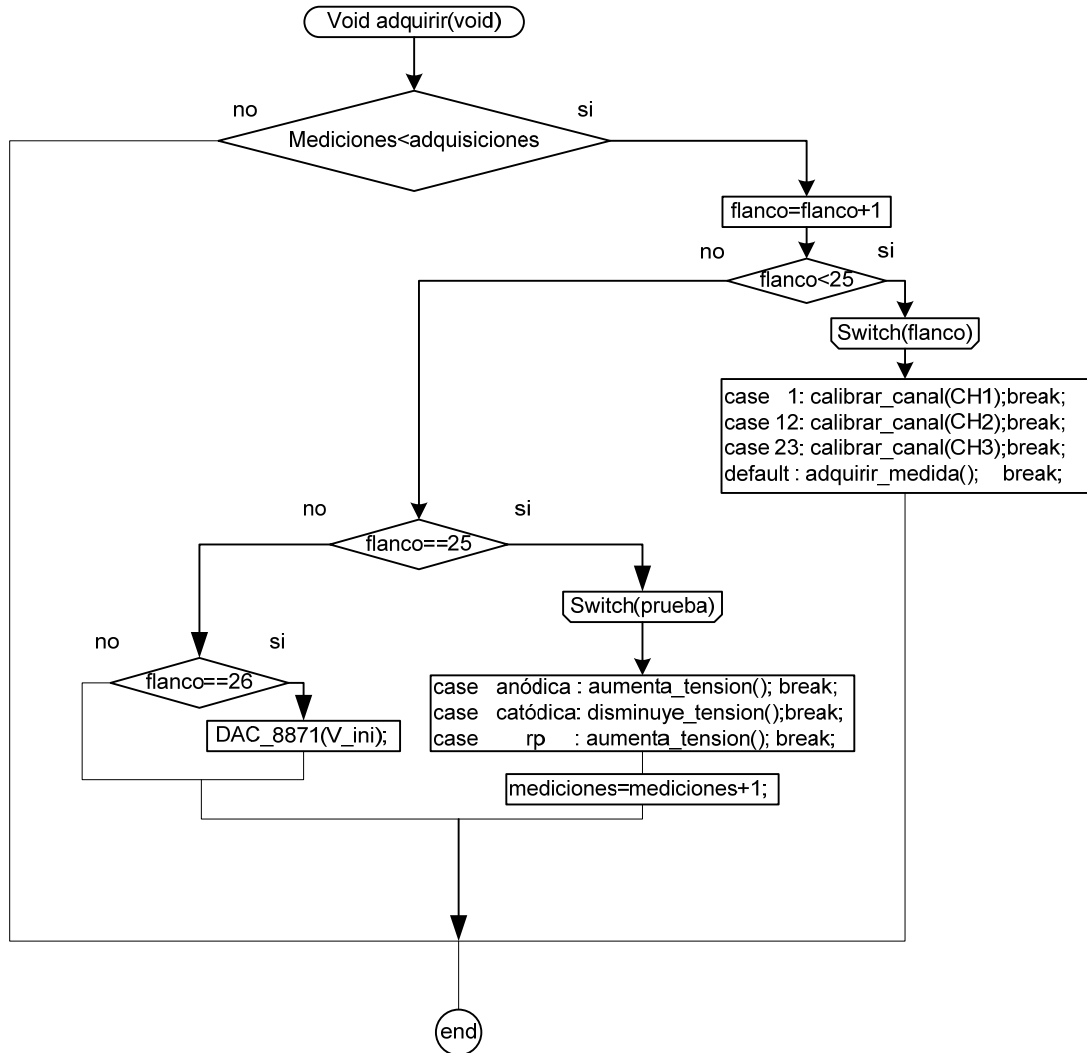 Void adquirir(void)
no
si
Mediciones<adquisiciones
flanco=flanco+1
no
si
flanco<25
Switch(flanco)
case 1: calibrar_canal(CH1);break;
case 12: calibrar_canal(CH2);break;
case 23: calibrar_canal(CH3);break;
default : adquirir_medida(); break;
no
si
flanco==25
Switch(prueba)
no
si
flanco==26
case anódica : aumenta_tension(); break;
case catódica: disminuye_tension();break;
case rp : aumenta_tension(); break;
DAC_8871(V_ini);
mediciones=mediciones+1;
end